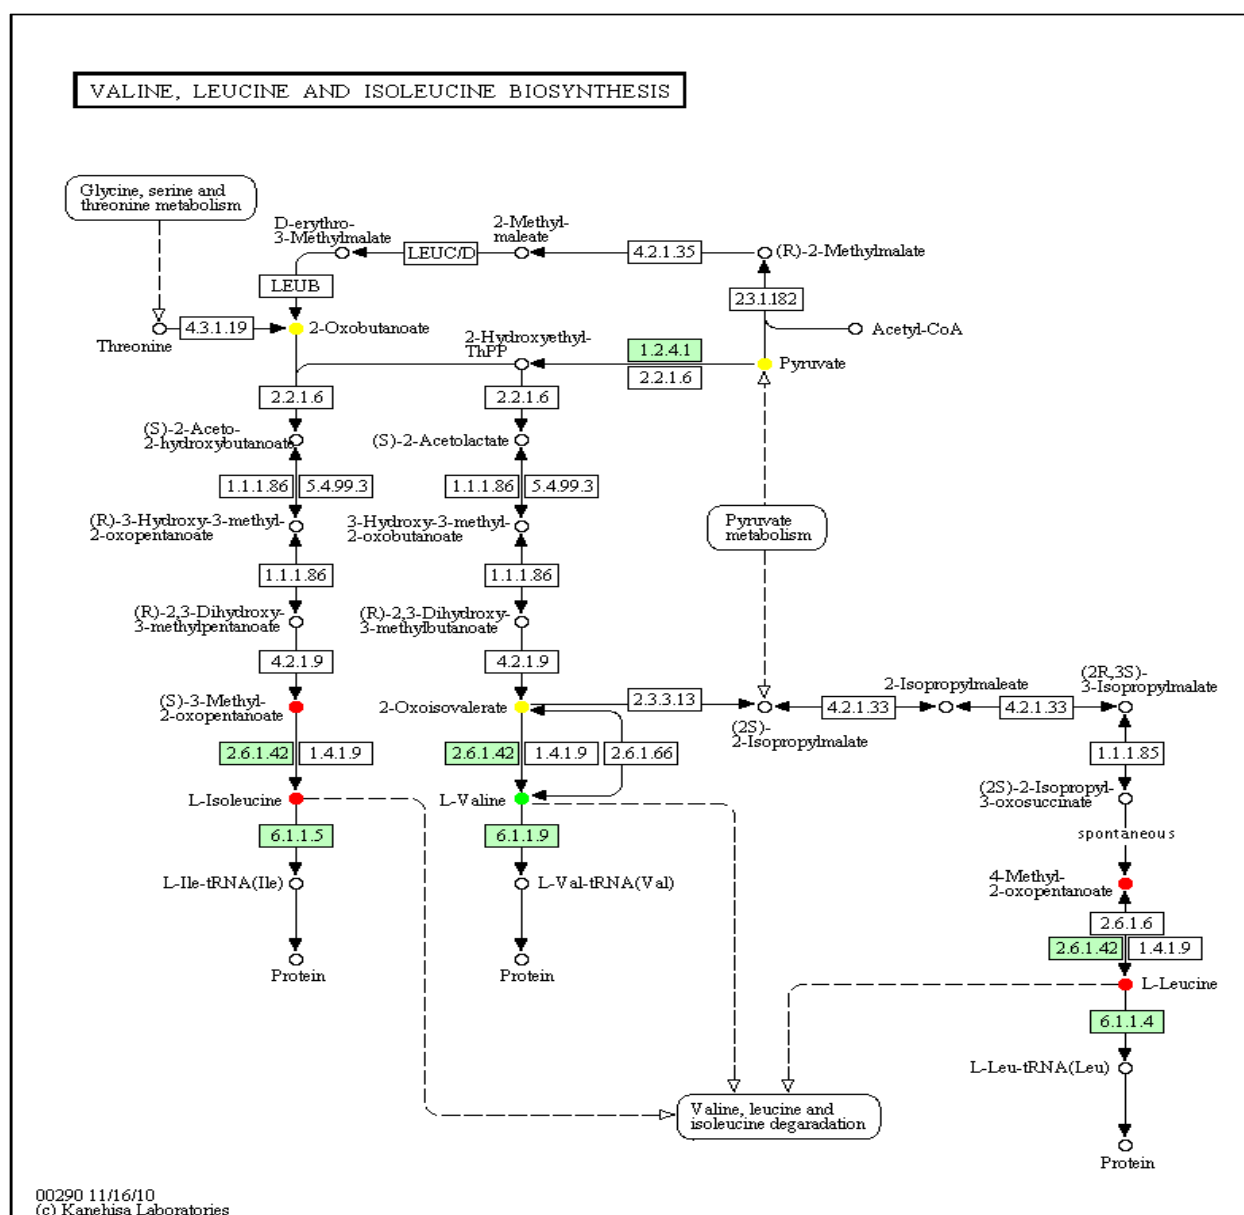 VALINE, LEUCINE AND ISOLEUCINE BIOSYNTHESIS
Glycine, serine and
threonine metabolism
D-erythro-
3-Methylmalate
2-Methyl-
maleate
LEUC/D
4.2.1.35
(R)-2-Methylmalate
LEUB
2.3.1.182
Threonine
4.3.1.19
2-Oxobutanoate
Acetyl-CoA
2-Hydroxyethyl-
ThPP
1.2.4.1
2.2.1.6
Pyruvate
2.2.1.6
2.2.1.6
(S)-2-Aceto-
2-hydroxybutanoate
(S)-2-Acetolactate
1.1.1.86
5.4.99.3
1.1.1.86
5.4.99.3
(R)-3-Hydroxy-3-methyl-
2-oxopentanoate
3-Hydroxy-3-methyl-
2-oxobutanoate
Pyruvate
metabolism
1.1.1.86
1.1.1.86
(R)-2,3-Dihydroxy-
3-methylpentanoate
(R)-2,3-Dihydroxy-
3-methylbutanoate
4.2.1.9
4.2.1.9
(S)-3-Methyl-
2-oxopentanoate
2-Oxoisovalerate
2.3.3.13
(2S)-
2-Isopropylmalate
4.2.1.33
2-Isopropylmaleate
4.2.1.33
(2R,3S)-
3-Isopropylmalate
2.6.1.42
1.4.1.9
2.6.1.42
1.4.1.9
2.6.1.66
1.1.1.85
L-Isoleucine
L-Valine
(2S)-2-Isopropyl-
3-oxosuccinate
6.1.1.5
6.1.1.9
spontaneous
L-Ile-tRNA(Ile)
L-Val-tRNA(Val)
4-Methyl-
2-oxopentanoate
2.6.1.6
2.6.1.42
1.4.1.9
Protein
Protein
L-Leucine
6.1.1.4
L-Leu-tRNA(Leu)
Valine, leucine and
isoleucine degaradation
Protein
00290 11/16/10
(c) Kanehisa Laboratories